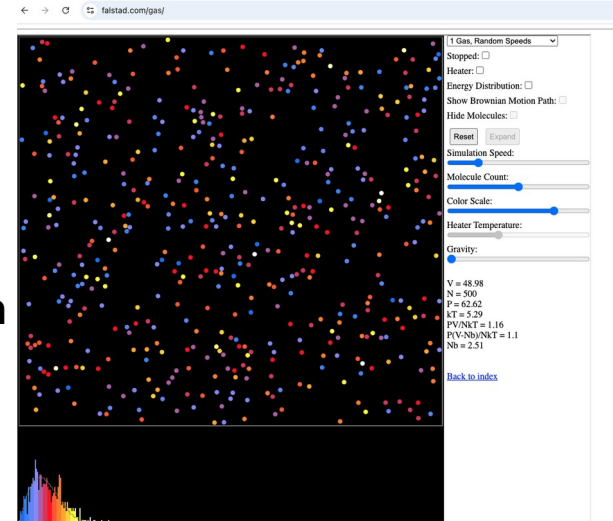 falstad.com/gas/
1 Gas, Random Speeds
Stopped:
Heater:
Energy Distribution:
Show Brownian Motion Path:
Hide Molecules:
Reset Expand
Simulation Speed:
Molecule Count:
Color Scale:
Heater Temperature:
Gravity:
V = 48.98
N = 500
P = 62.62
kT = 5.29
PV/NkT = 1.16
P(V-Nb)/NkT = 1.1
Nb = 2.51
Back to index